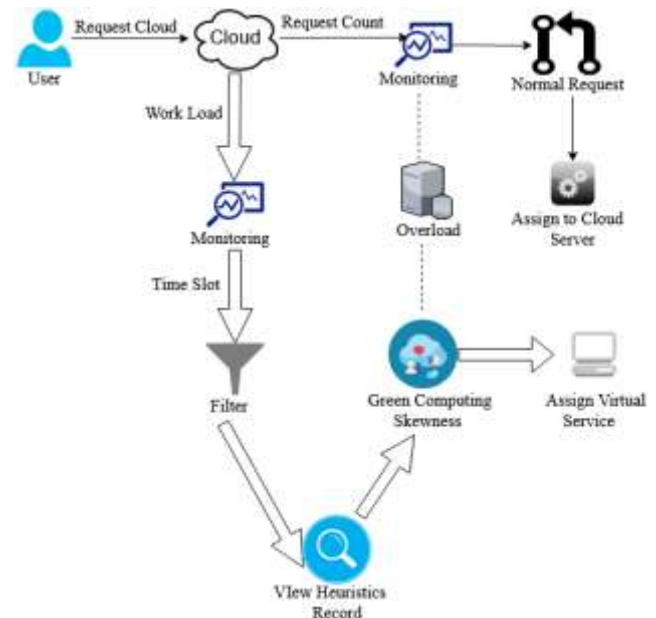 Request Cloud
Cloud
Request Count
User
Monitoring
Normal Request
Work Load
Monitoring
Overload
Assign to Cloud
Server
Time Slot
Filter
Green Computing
Skewness
Assign Virtual
Service
VIew Heuristics
Record